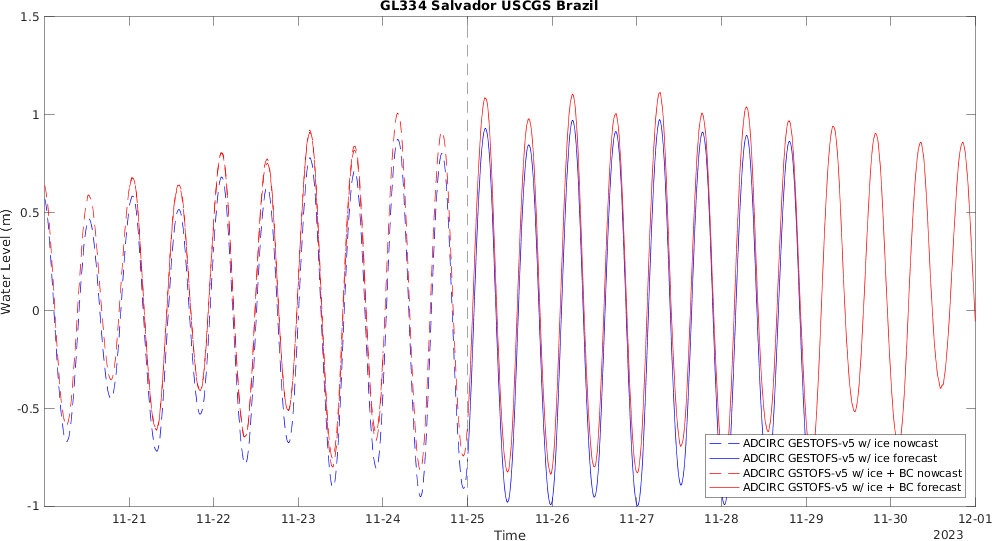 GL334 Salvador USCGS Brazil
1.5
1
0.5
0
-0.5
-1
Water Level (m)
11-21 11-22 11-23 11-24 11-25 11-26 11-27 11-28 11-29 11-30 12-01
Time
2023
ADCIRC GESTOFS-v5 w/ ice nowcast
ADCIRC GESTOFS-v5 w/ ice forecast
ADCIRC GSTOFS-v5 w/ ice + BC nowcast
ADCIRC GSTOFS-v5 w/ ice + BC forecast